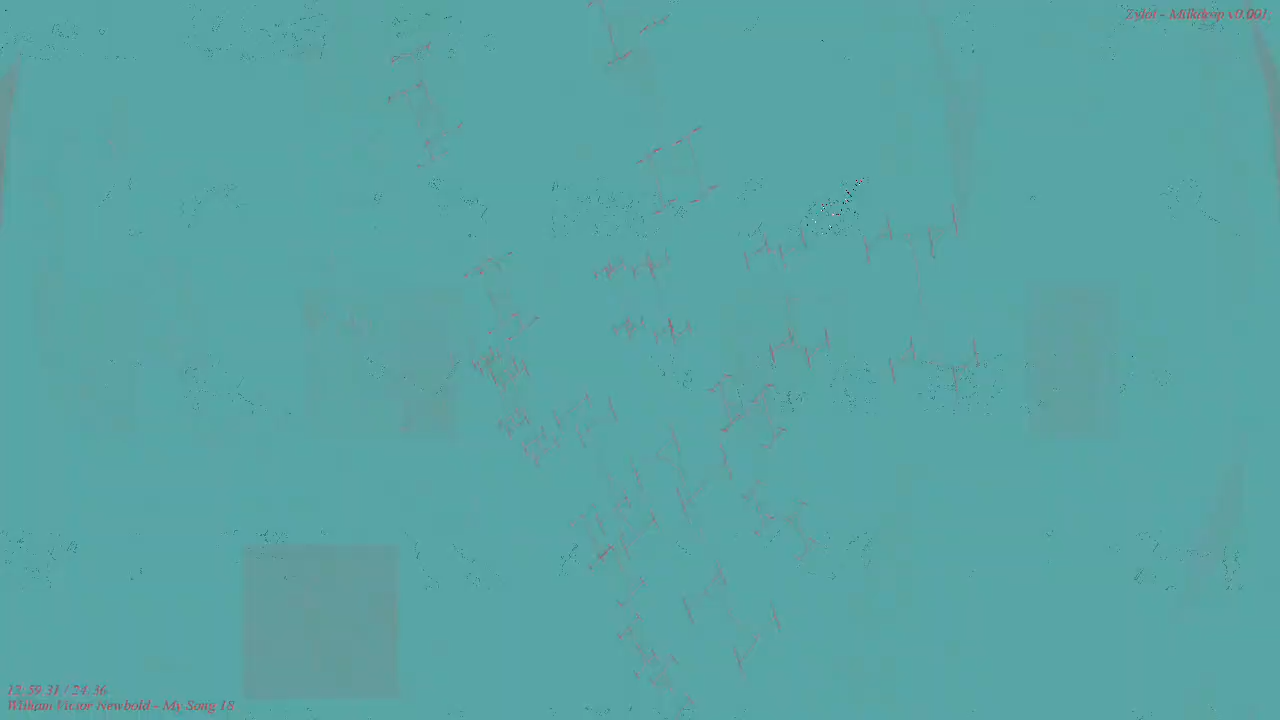 Zylot - Milkdrop v0.001
13:59.31 / 24:36
William Victor Newbold - My Song 18